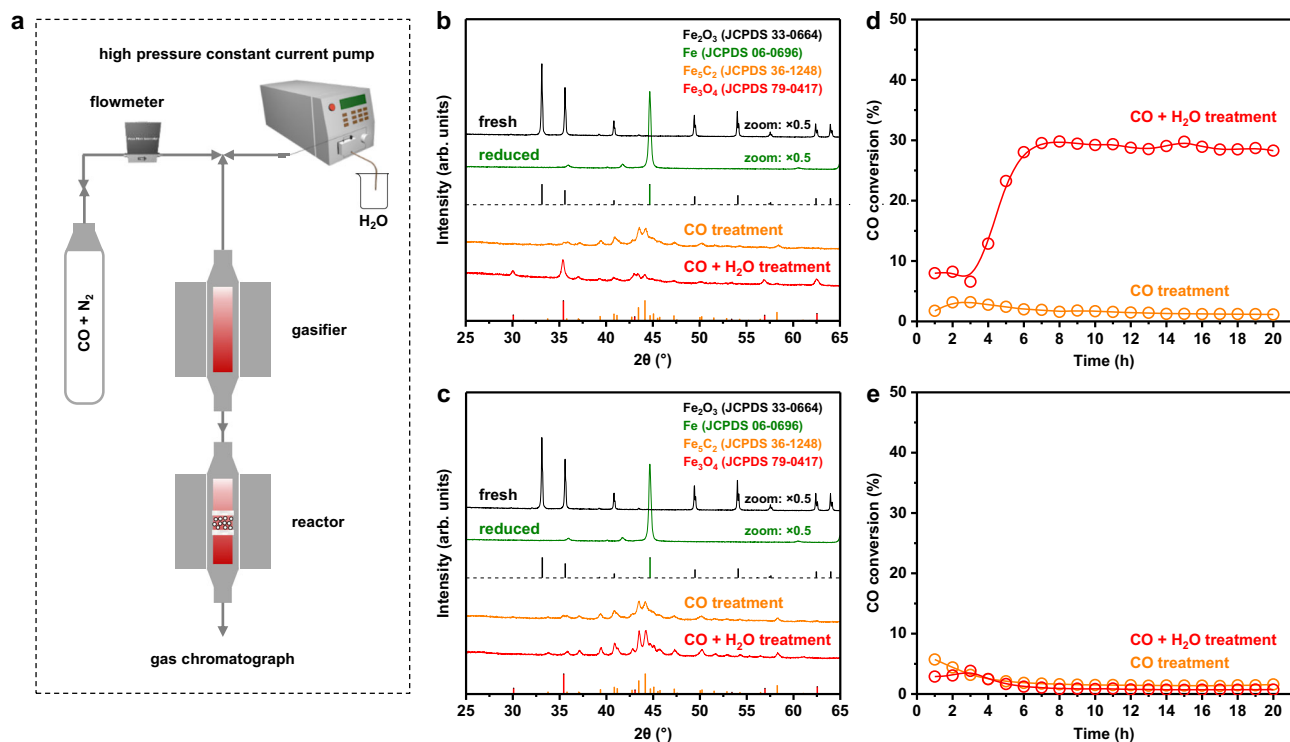 a
high pressure constant current pump
flowmeter
H₂O
CO + N₂
gasifier
reactor
gas chromatograph
b
Intensity (arb. units)
Fe₂O₃ (JCPDS 33-0664)
Fe (JCPDS 06-0696)
Fe₅C₂ (JCPDS 36-1248)
Fe₃O₄ (JCPDS 79-0417)
fresh
zoom: ×0.5
reduced
zoom: ×0.5
CO treatment
CO + H₂O treatment
25 30 35 40 45 50 55 60 65
2θ (°)
c
Intensity (arb. units)
Fe₂O₃ (JCPDS 33-0664)
Fe (JCPDS 06-0696)
Fe₅C₂ (JCPDS 36-1248)
Fe₃O₄ (JCPDS 79-0417)
fresh
zoom: ×0.5
reduced
zoom: ×0.5
CO treatment
CO + H₂O treatment
25 30 35 40 45 50 55 60 65
2θ (°)
d
CO conversion (%)
50
40
30
20
10
0
CO + H₂O treatment
CO treatment
0 2 4 6 8 10 12 14 16 18 20
Time (h)
e
CO conversion (%)
50
40
30
20
10
0
CO + H₂O treatment
CO treatment
0 2 4 6 8 10 12 14 16 18 20
Time (h)